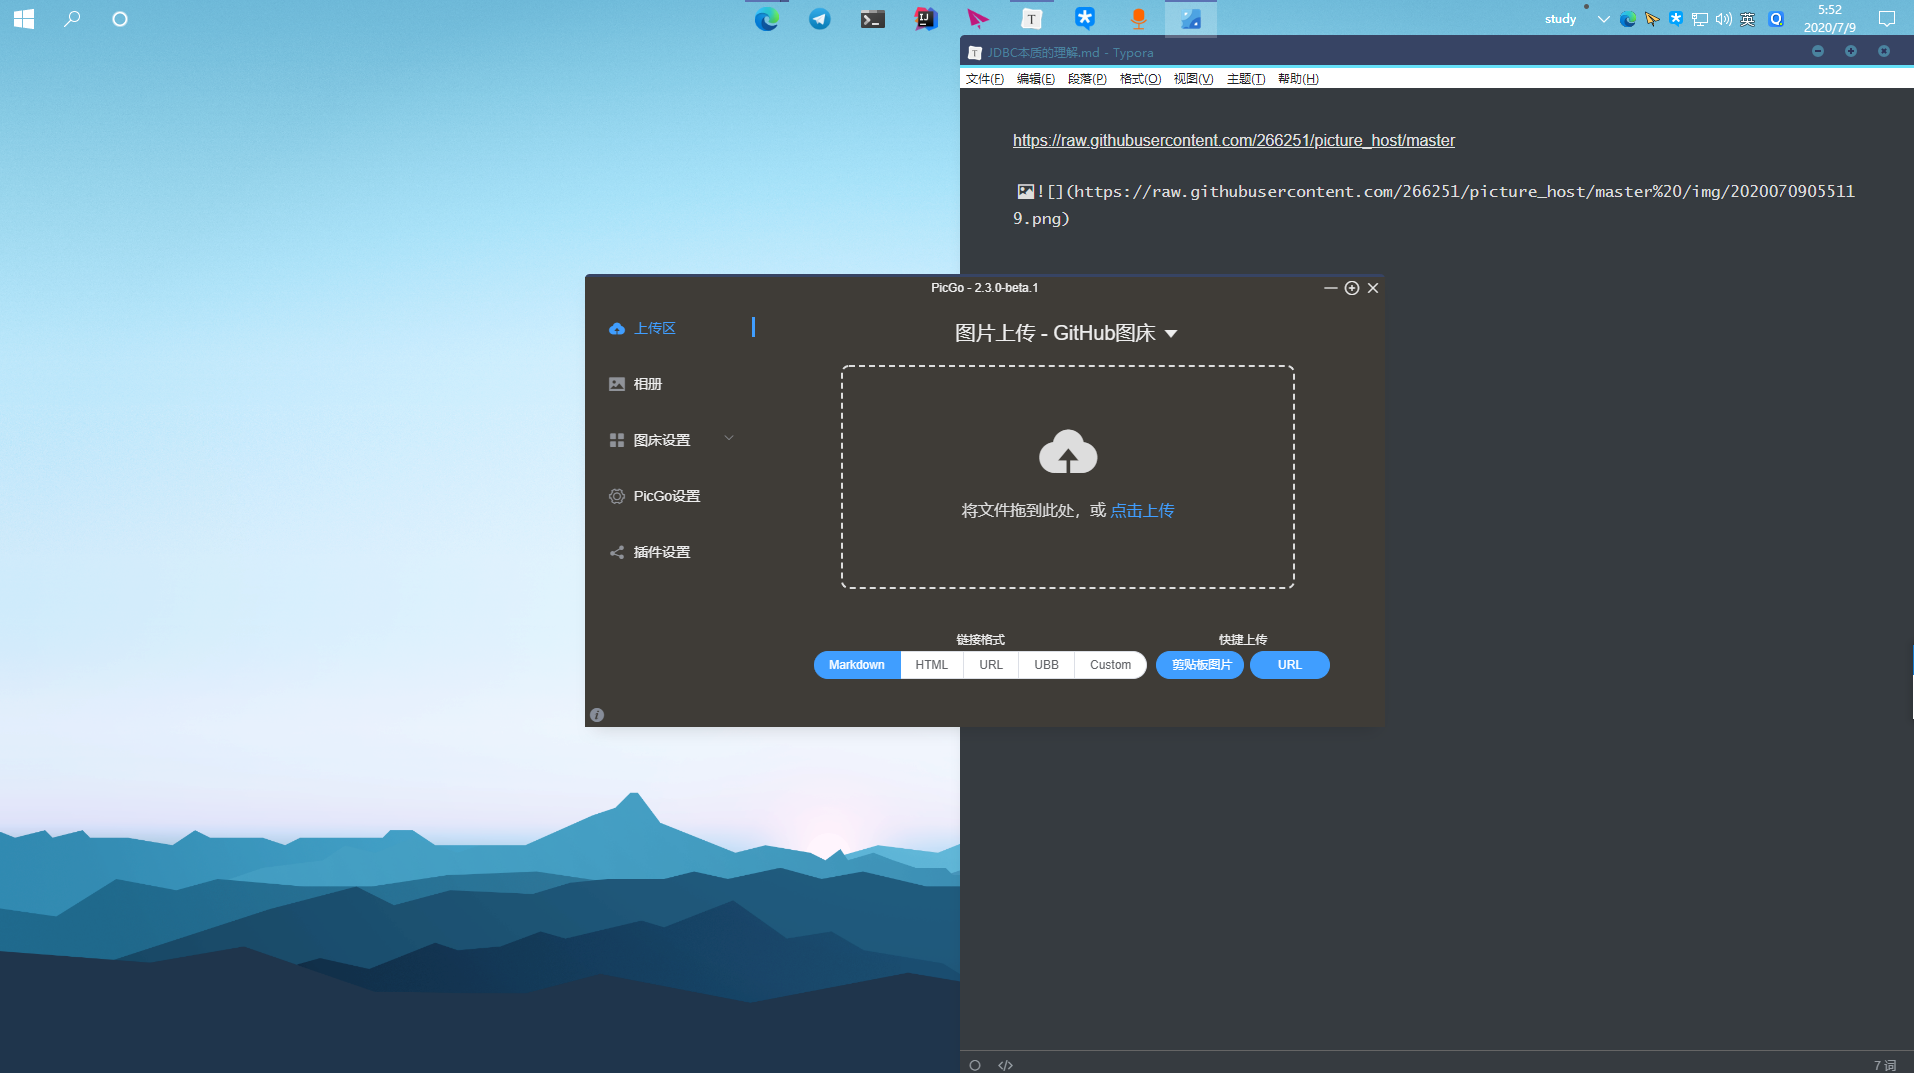 study
英
5:52
2020/7/9
JDBC本质的理解.md - Typora
文件(F) 编辑(E) 段落(P) 格式(O) 视图(V) 主题(T) 帮助(H)
https://raw.githubusercontent.com/266251/picture_host/master
![](https://raw.githubusercontent.com/266251/picture_host/master%20/img/2020070905511
9.png)
PicGo - 2.3.0-beta.1
上传区
相册
图床设置
PicGo设置
插件设置
图片上传 - GitHub图床
将文件拖到此处，或 点击上传
链接格式
Markdown HTML URL UBB Custom
快捷上传
剪贴板图片 URL
7 词